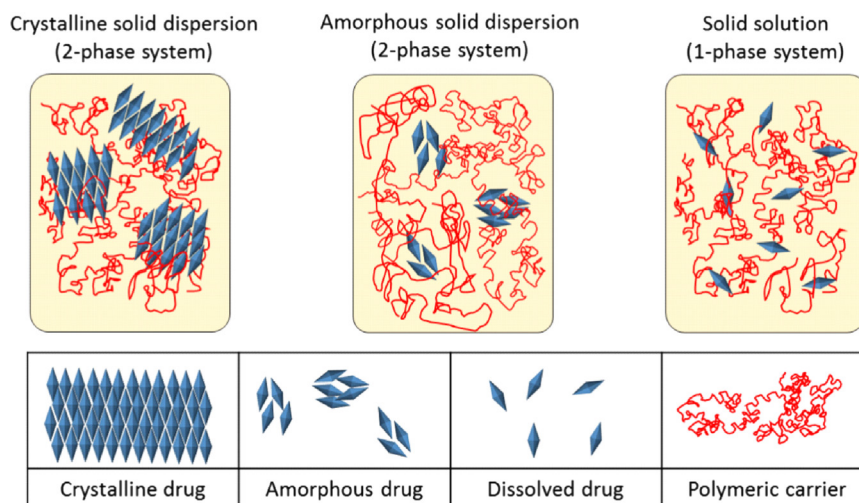 Crystalline solid dispersion
(2-phase system)
Amorphous solid dispersion
(2-phase system)
Solid solution
(1-phase system)
Crystalline drug
Amorphous drug
Dissolved drug
Polymeric carrier